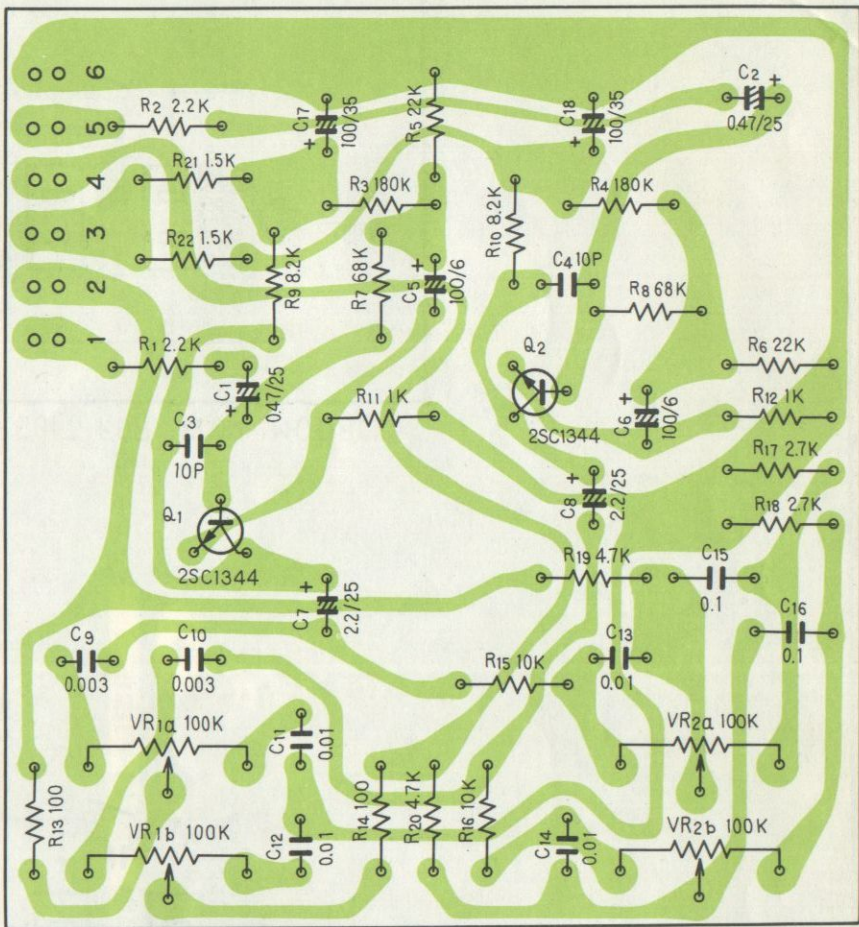 6
5
4
3
2
1
R2 2.2K
C17
100/35
R5 22K
C18
100/35
C2
0.47/25
R21 1.5K
R3 180K
R4 180K
R22 1.5K
R9 8.2K
R7 68K
C5
100/6
R10 8.2K
C4 10P
R8 68K
R1 2.2K
C1
0.47/25
C3
10P
R11 1K
Q2
2SC1344
C6
100/6
R6 22K
R12 1K
R17 2.7K
R18 2.7K
Q1
2SC1344
C8
2.2/25
C7
2.2/25
R19 4.7K
C15
0.1
C16
0.1
C9
0.003
C10
0.003
R15 10K
C13
0.01
VR1a 100K
C11
0.01
VR2a 100K
R13 100
VR1b 100K
C12
0.01
R14 100
R20 4.7K
R16 10K
C14
0.01
VR2b 100K
+
+
+
+
+
+
+
+